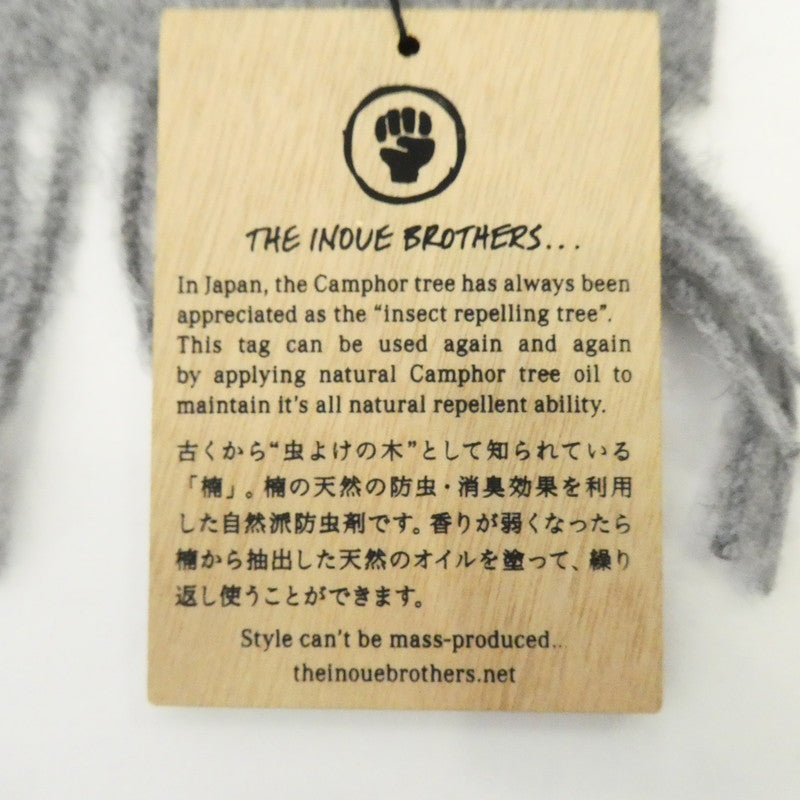 THE INOUE BROTHERS...
In Japan, the Camphor tree has always been
appreciated as the “insect repelling tree”.
This tag can be used again and again
by applying natural Camphor tree oil to
maintain it's all natural repellent ability.
古くから“虫よけの木”として知られている
「楠」。楠の天然の防虫・消臭効果を利用
した自然派防虫剤です。香りが弱くなったら
楠から抽出した天然のオイルを塗って、繰り
返し使うことができます。
Style can't be mass-produced..
theinouebrothers.net